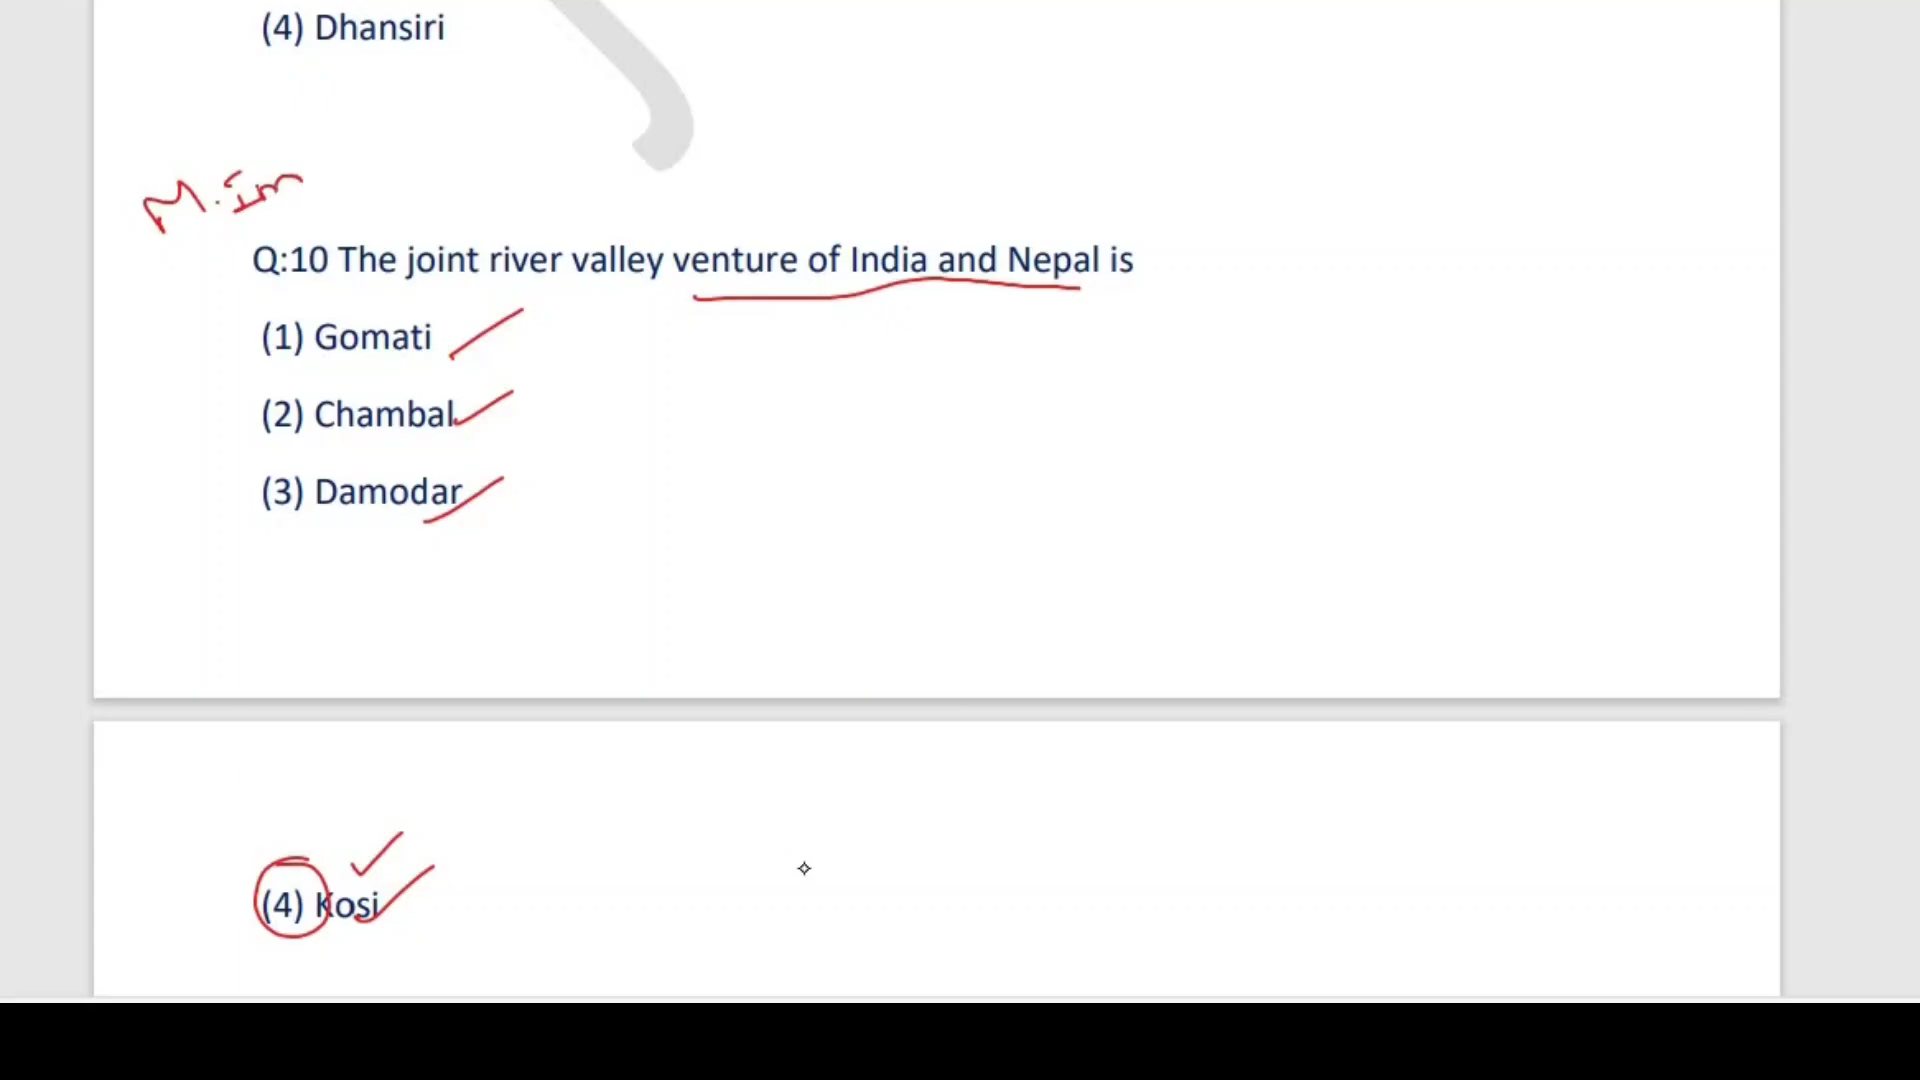 (4) Dhansiri
M. Im
Q:10 The joint river valley venture of India and Nepal is
(1) Gomati
(2) Chambal
(3) Damodar
(4) Kosi